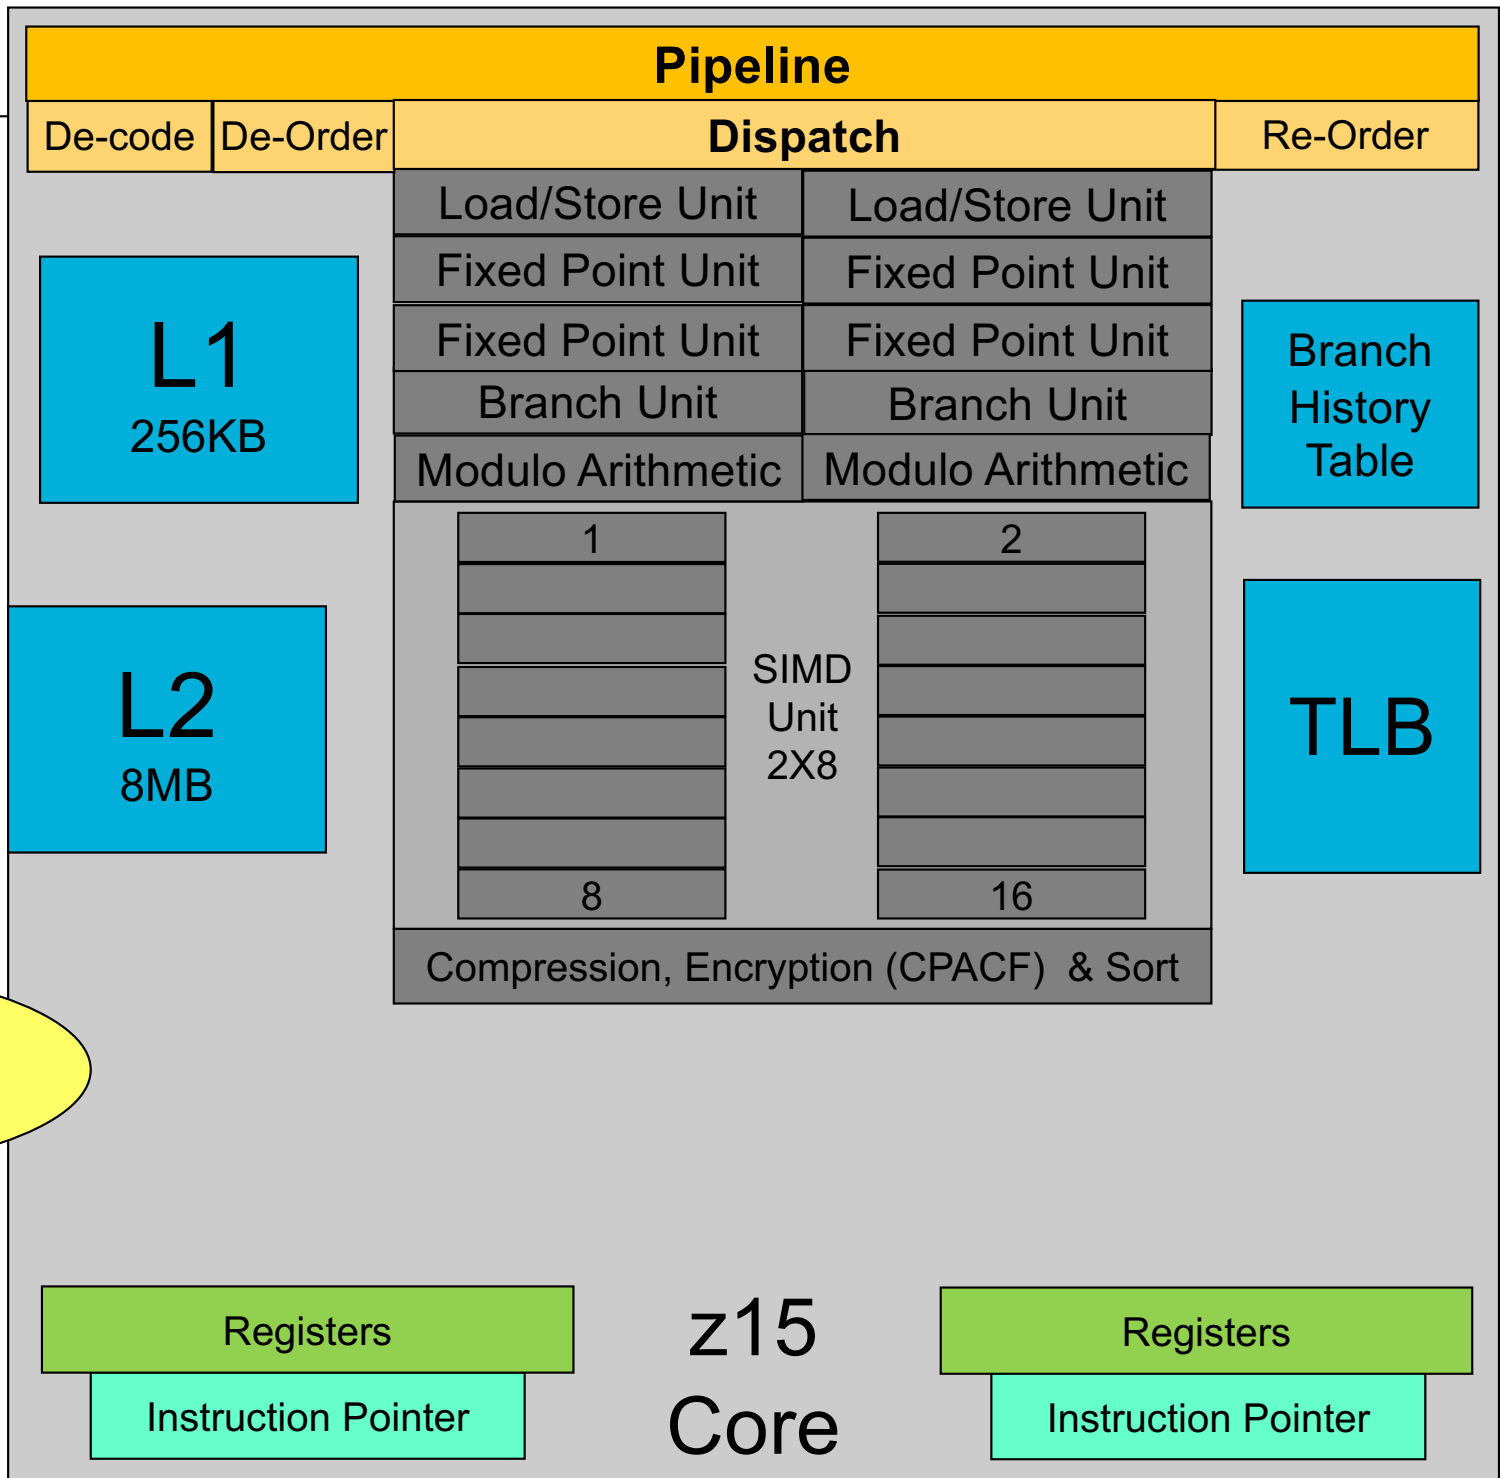 Pipeline
De-code De-Order Dispatch Re-Order
Load/Store Unit Load/Store Unit
Fixed Point Unit Fixed Point Unit
Fixed Point Unit Fixed Point Unit
Branch Unit Branch Unit
Modulo Arithmetic Modulo Arithmetic
L1
256KB
Branch
History
Table
1 2
SIMD
Unit
2X8
8 16
L2
8MB
TLB
Compression, Encryption (CPACF) & Sort
Registers
Instruction Pointer
z15
Core
Registers
Instruction Pointer